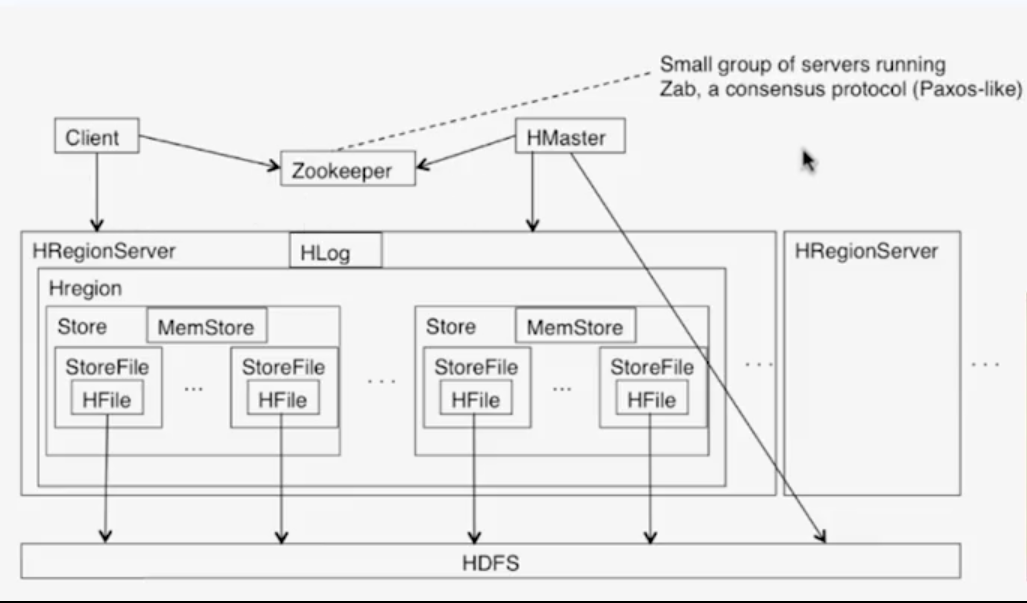 Small group of servers running
Zab, a consensus protocol (Paxos-like)
Client
HMaster
Zookeeper
HRegionServer
HLog
HRegionServer
Hregion
Store
MemStore
Store
MemStore
StoreFile
...
StoreFile
...
StoreFile
...
StoreFile
...
...
HFile
HFile
HFile
HFile
HDFS